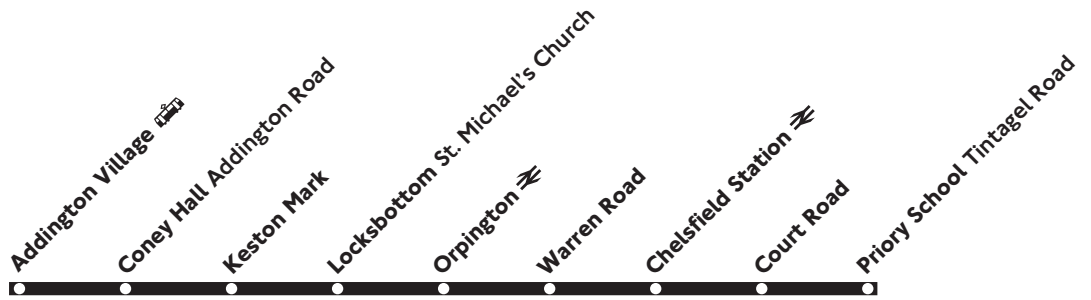 Addington Village
Coney Hall Addington Road
Keston Mark
Locksbottom St. Michael's Church
Orpington
Warren Road
Chelsfield Station
Court Road
Priory School Tintagel Road